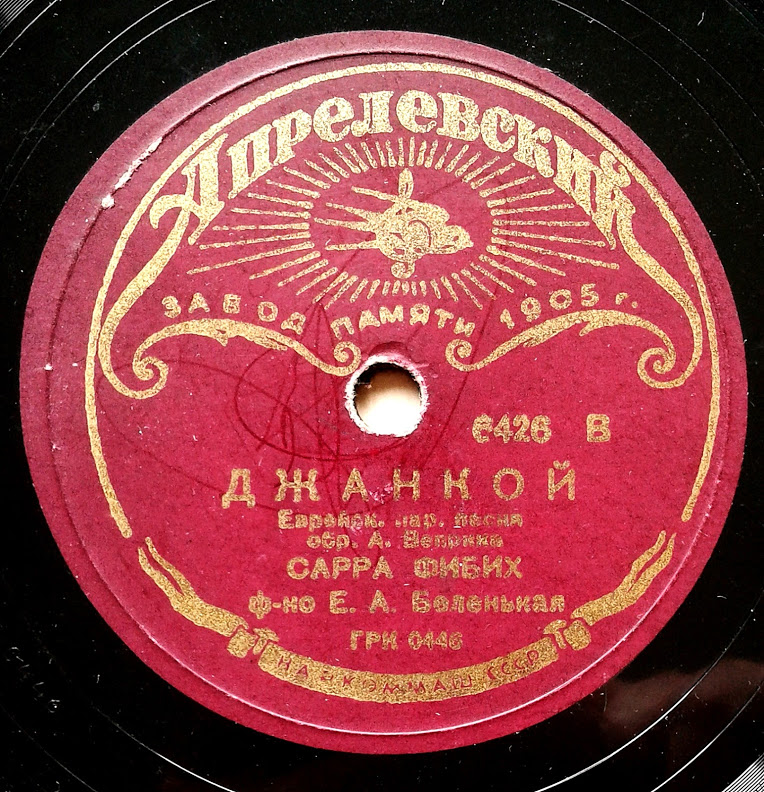 Апрелевский
ЗАВОД ПАМЯТИ 1905 г.
6426 В
ДЖАНКОЙ
Еврейск. нар. песня
обр. А. Веприка
САРРА ФИБИХ
ф-но Е. А. Беленькая
ГРК 0446
НАРКОММАШ СССР